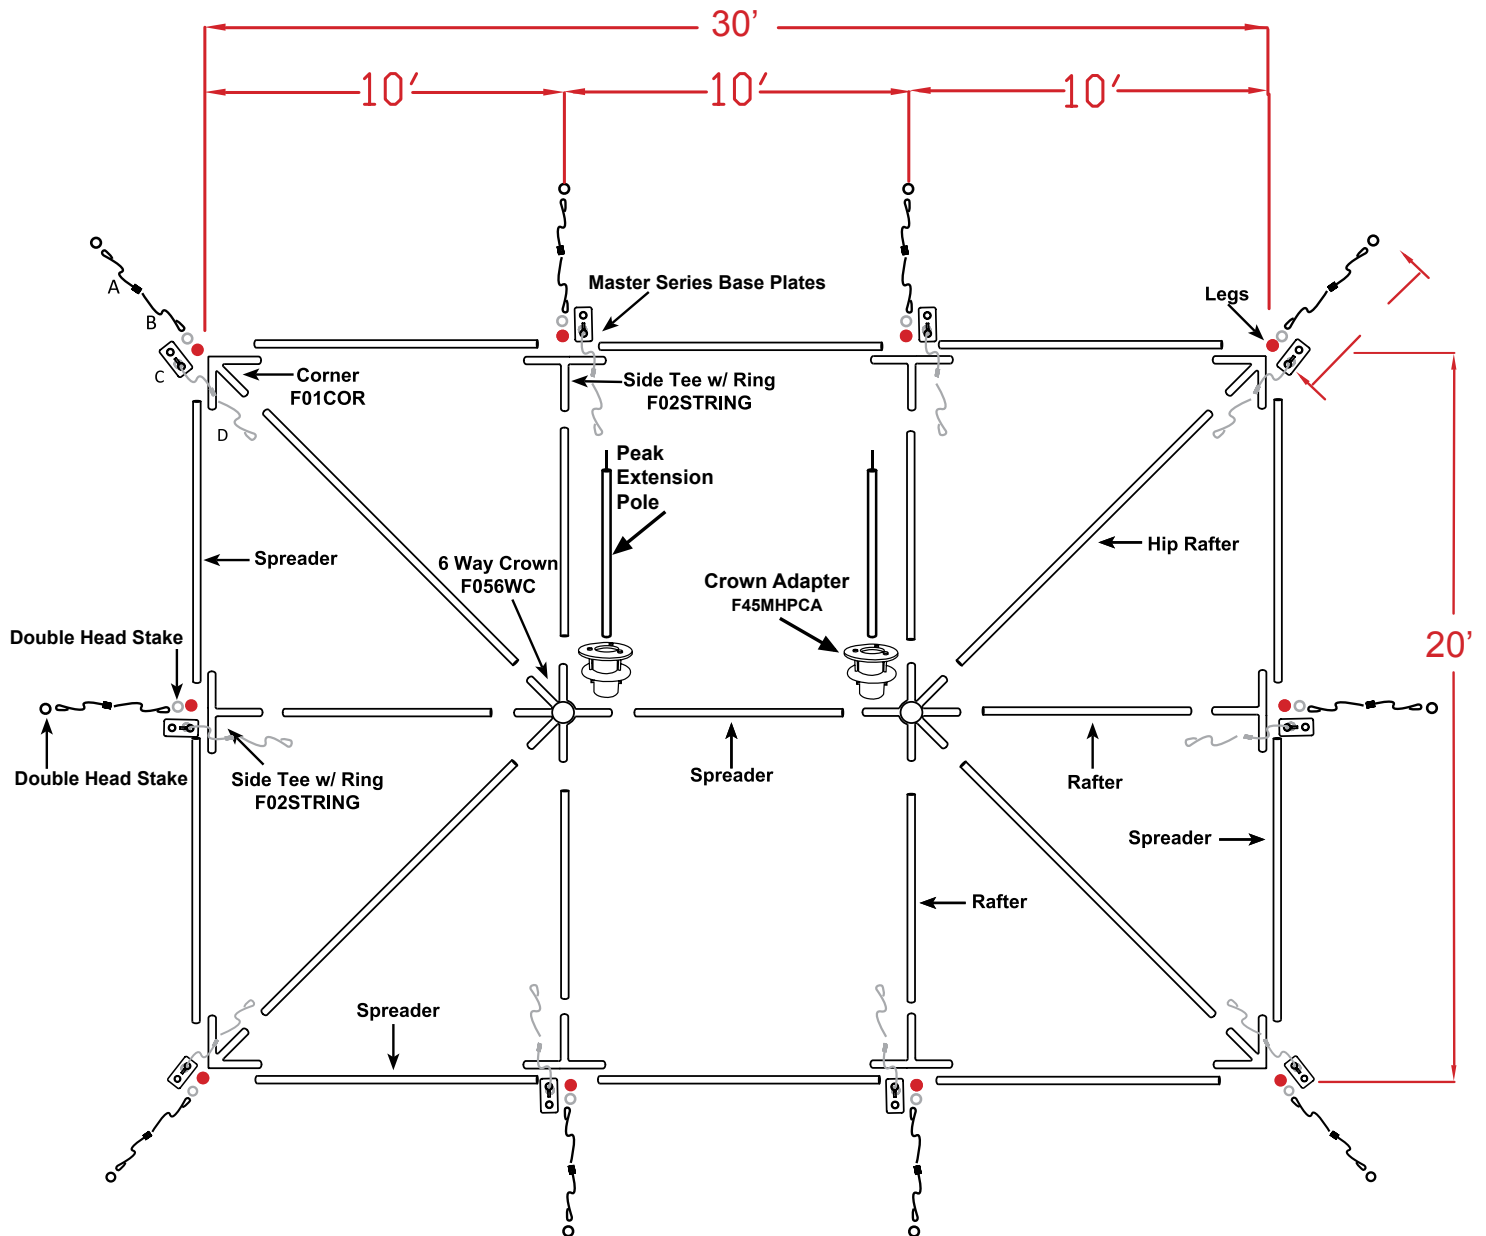 30’
10’
10’
10’
A
B
C
D
Master Series Base Plates
Legs
Corner
F01COR
Side Tee w/ Ring
F02STRING
Peak
Extension
Pole
Spreader
6 Way Crown
F056WC
Crown Adapter
F45MHPCA
Hip Rafter
Double Head Stake
20’
Double Head Stake
Side Tee w/ Ring
F02STRING
Spreader
Rafter
Spreader
Rafter
Spreader